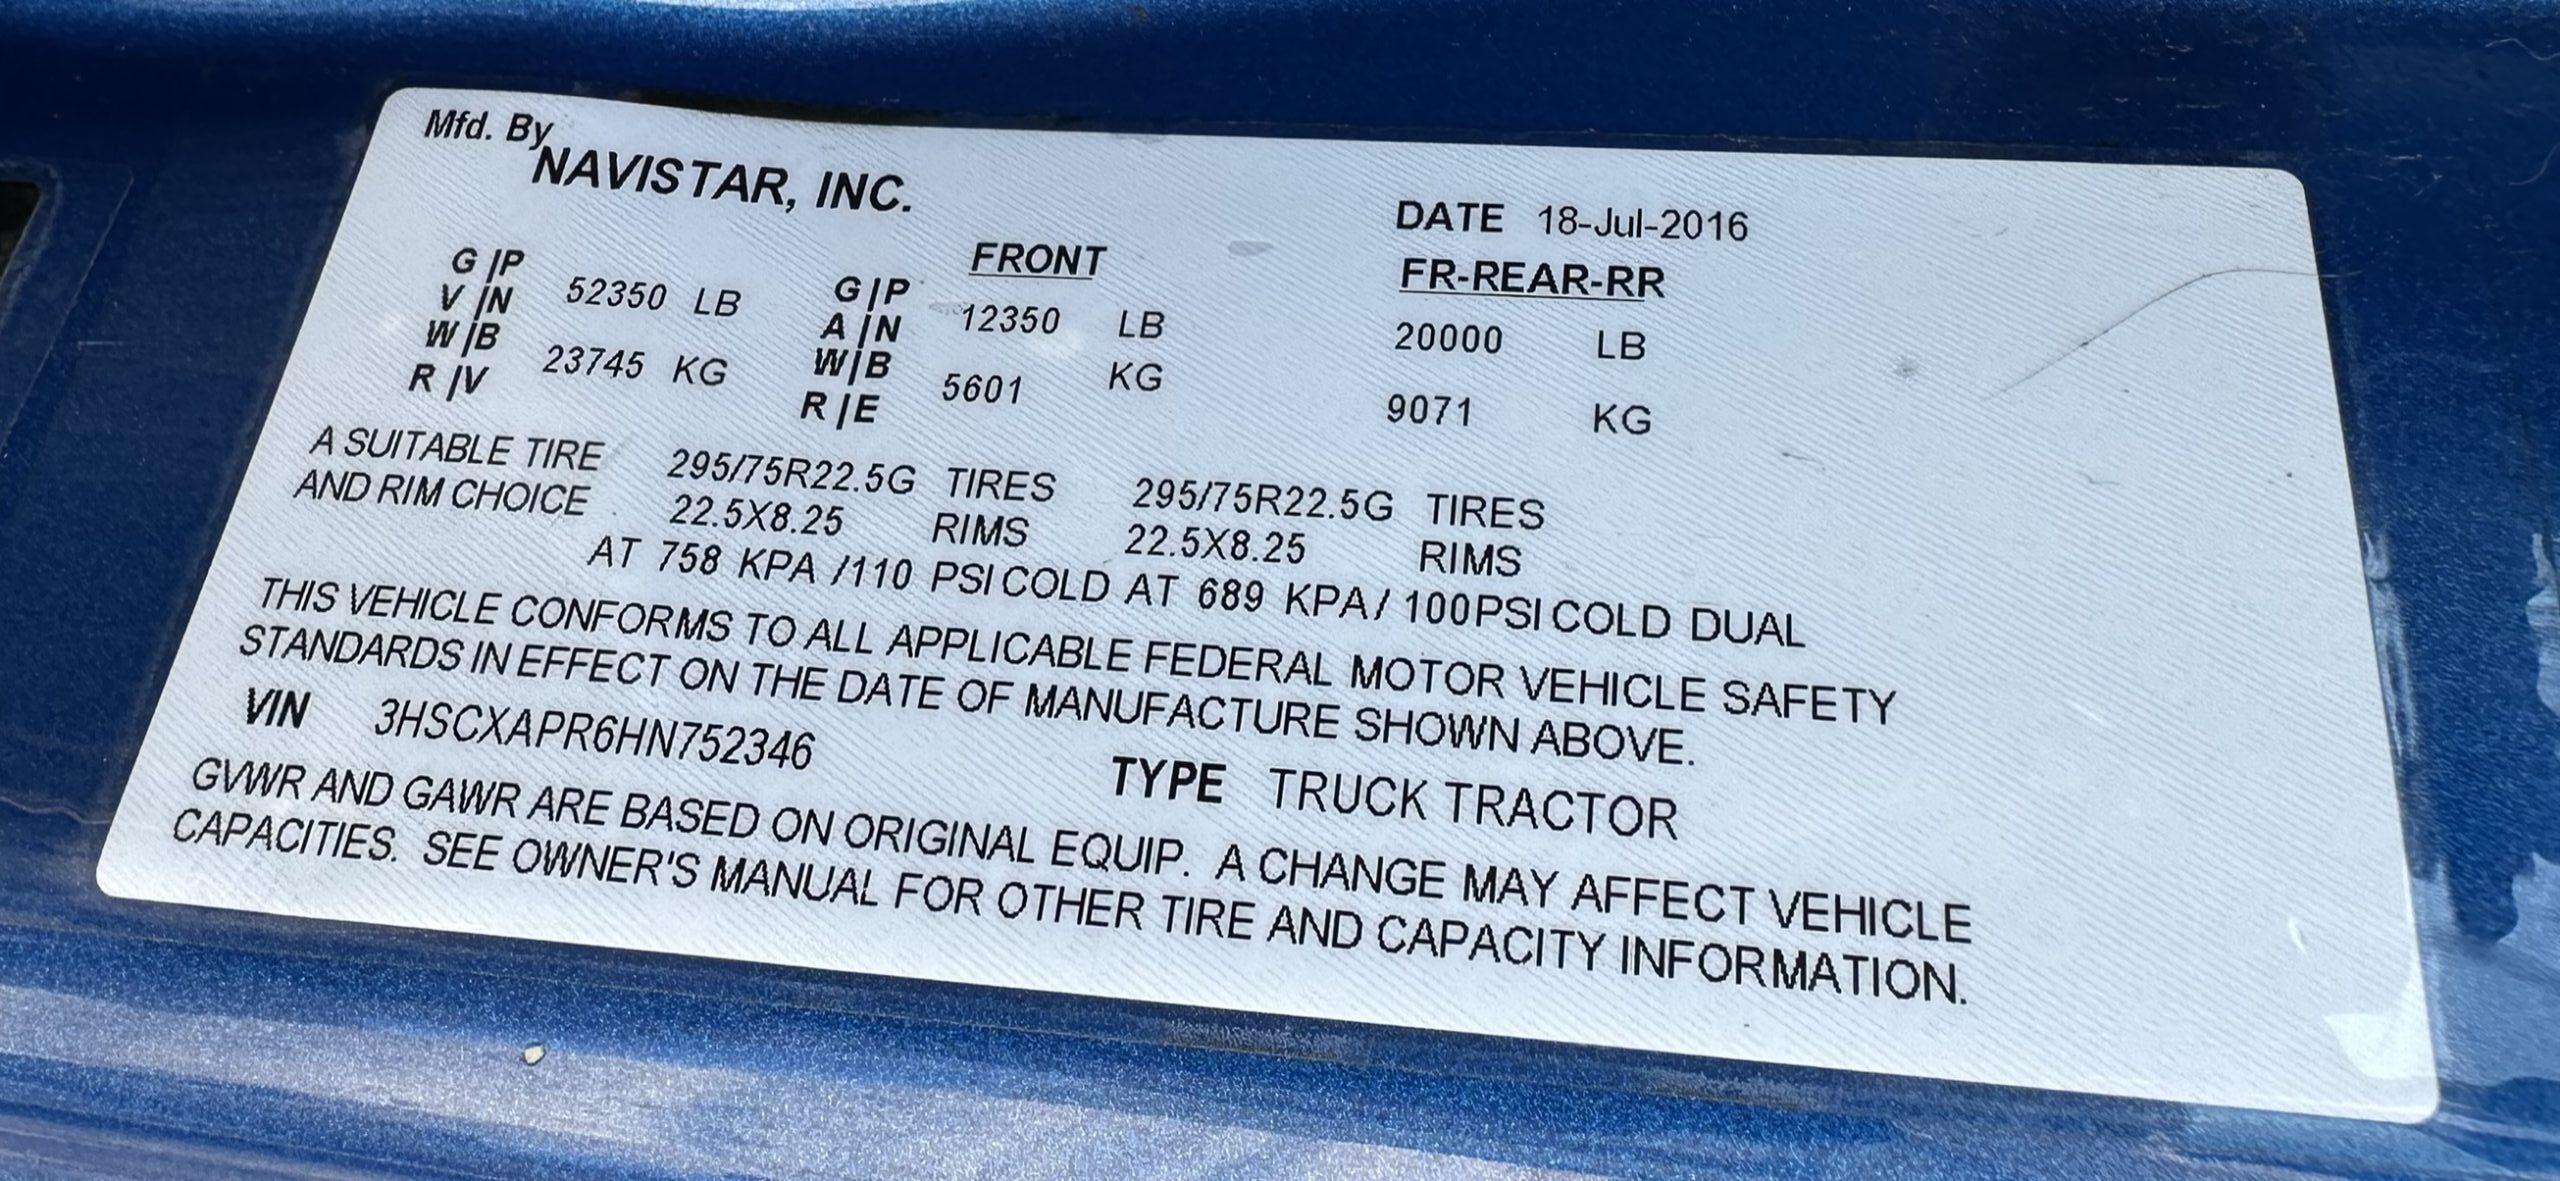 Mfd. By
NAVISTAR, INC.
DATE 18-Jul-2016
FRONT FR-REAR-RR
G|P G|P
V|N 52350 LB A|N 12350 LB 20000 LB
W|B W|B
R|V 23745 KG R|E 5601 KG 9071 KG
A SUITABLE TIRE 295/75R22.5G TIRES 295/75R22.5G TIRES
AND RIM CHOICE 22.5X8.25 RIMS 22.5X8.25 RIMS
AT 758 KPA /110 PSI COLD AT 689 KPA/ 100PSI COLD DUAL
THIS VEHICLE CONFORMS TO ALL APPLICABLE FEDERAL MOTOR VEHICLE SAFETY
STANDARDS IN EFFECT ON THE DATE OF MANUFACTURE SHOWN ABOVE.
VIN 3HSCXAPR6HN752346 TYPE TRUCK TRACTOR
GVWR AND GAWR ARE BASED ON ORIGINAL EQUIP. A CHANGE MAY AFFECT VEHICLE
CAPACITIES. SEE OWNER'S MANUAL FOR OTHER TIRE AND CAPACITY INFORMATION.